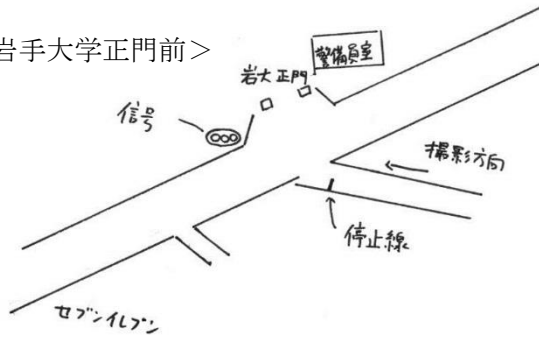 岩手大学正門前＞
警備員室
岩大正門
信号
撮影方向
停止線
セブンイレブン